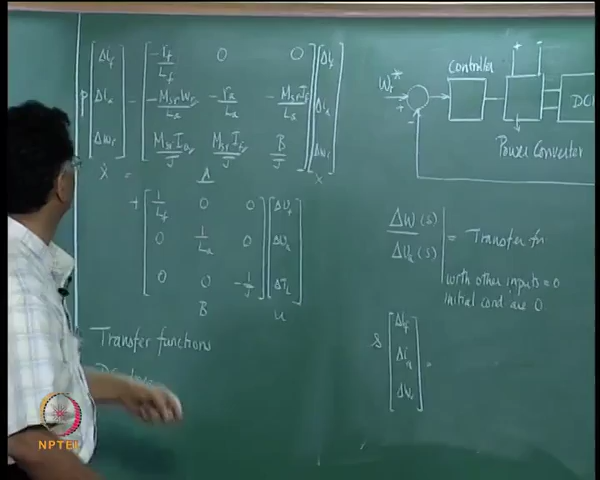 p [Δi_f Δi_a Δω_r] = [ -r_f/L_f 0 0
-M_sr ω_r/L_a -r_a/L_a -M_sr I_f/L_a
M_sr I_a/J M_sr I_f/J B/J ] [Δi_f Δi_a Δω_r]
Ẋ = A X
+ [ 1/L_f 0 0
0 1/L_a 0
0 0 -1/J ] [Δv_f Δv_a ΔT_L]
B u
Transfer functions
ω_r* + -
Controller
+ -
DC
Power Converter
Δω(s)/Δv_a(s) = Transfer fn
with other inputs = 0
initial cond. are 0.
s [Δi_f Δi_a Δω_r] =
NPTEL